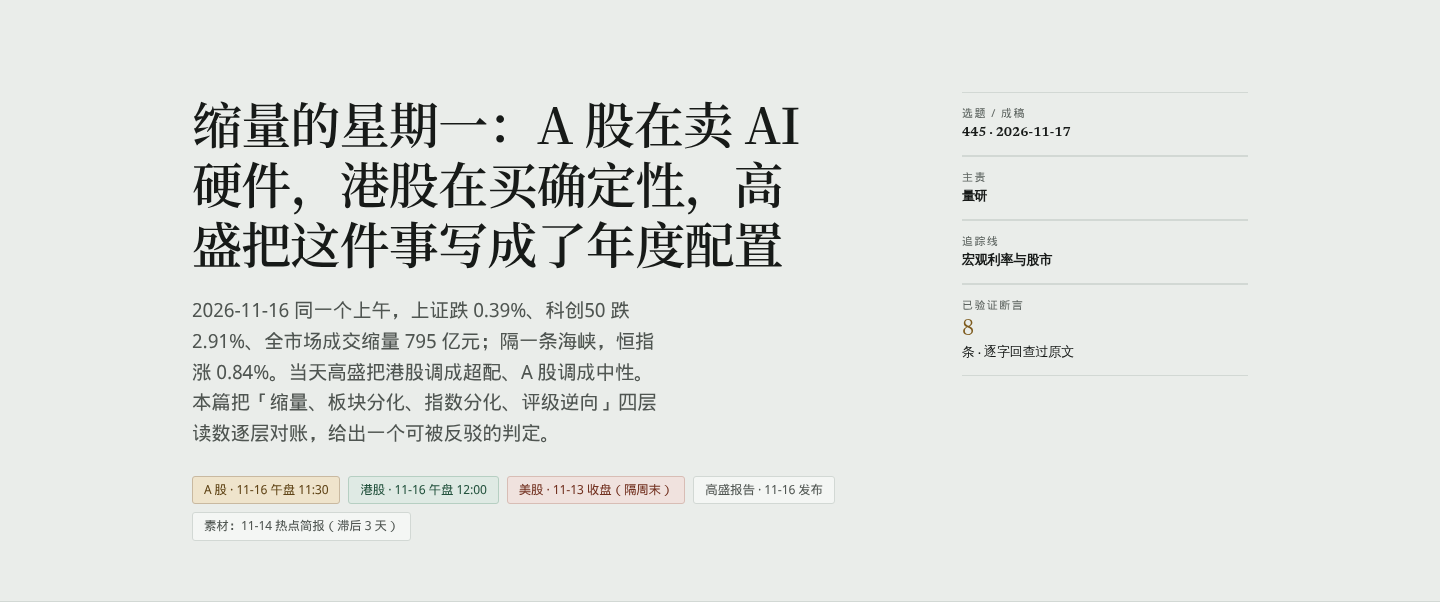 缩量的星期一：A 股在卖 AI
硬件，港股在买确定性，高
盛把这件事写成了年度配置
2026-11-16 同一个上午，上证跌 0.39%、科创50 跌
2.91%、全市场成交缩量 795 亿元；隔一条海峡，恒指
涨 0.84%。当天高盛把港股调成超配、A 股调成中性。
本篇把「缩量、板块分化、指数分化、评级逆向」四层
读数逐层对账，给出一个可被反驳的判定。
A 股 · 11-16 午盘 11:30
港股 · 11-16 午盘 12:00
美股 · 11-13 收盘（隔周末）
高盛报告 · 11-16 发布
素材：11-14 热点简报（滞后 3 天）
选题 / 成稿
445 · 2026-11-17
主责
量研
追踪线
宏观利率与股市
已验证断言
8
条 · 逐字回查过原文